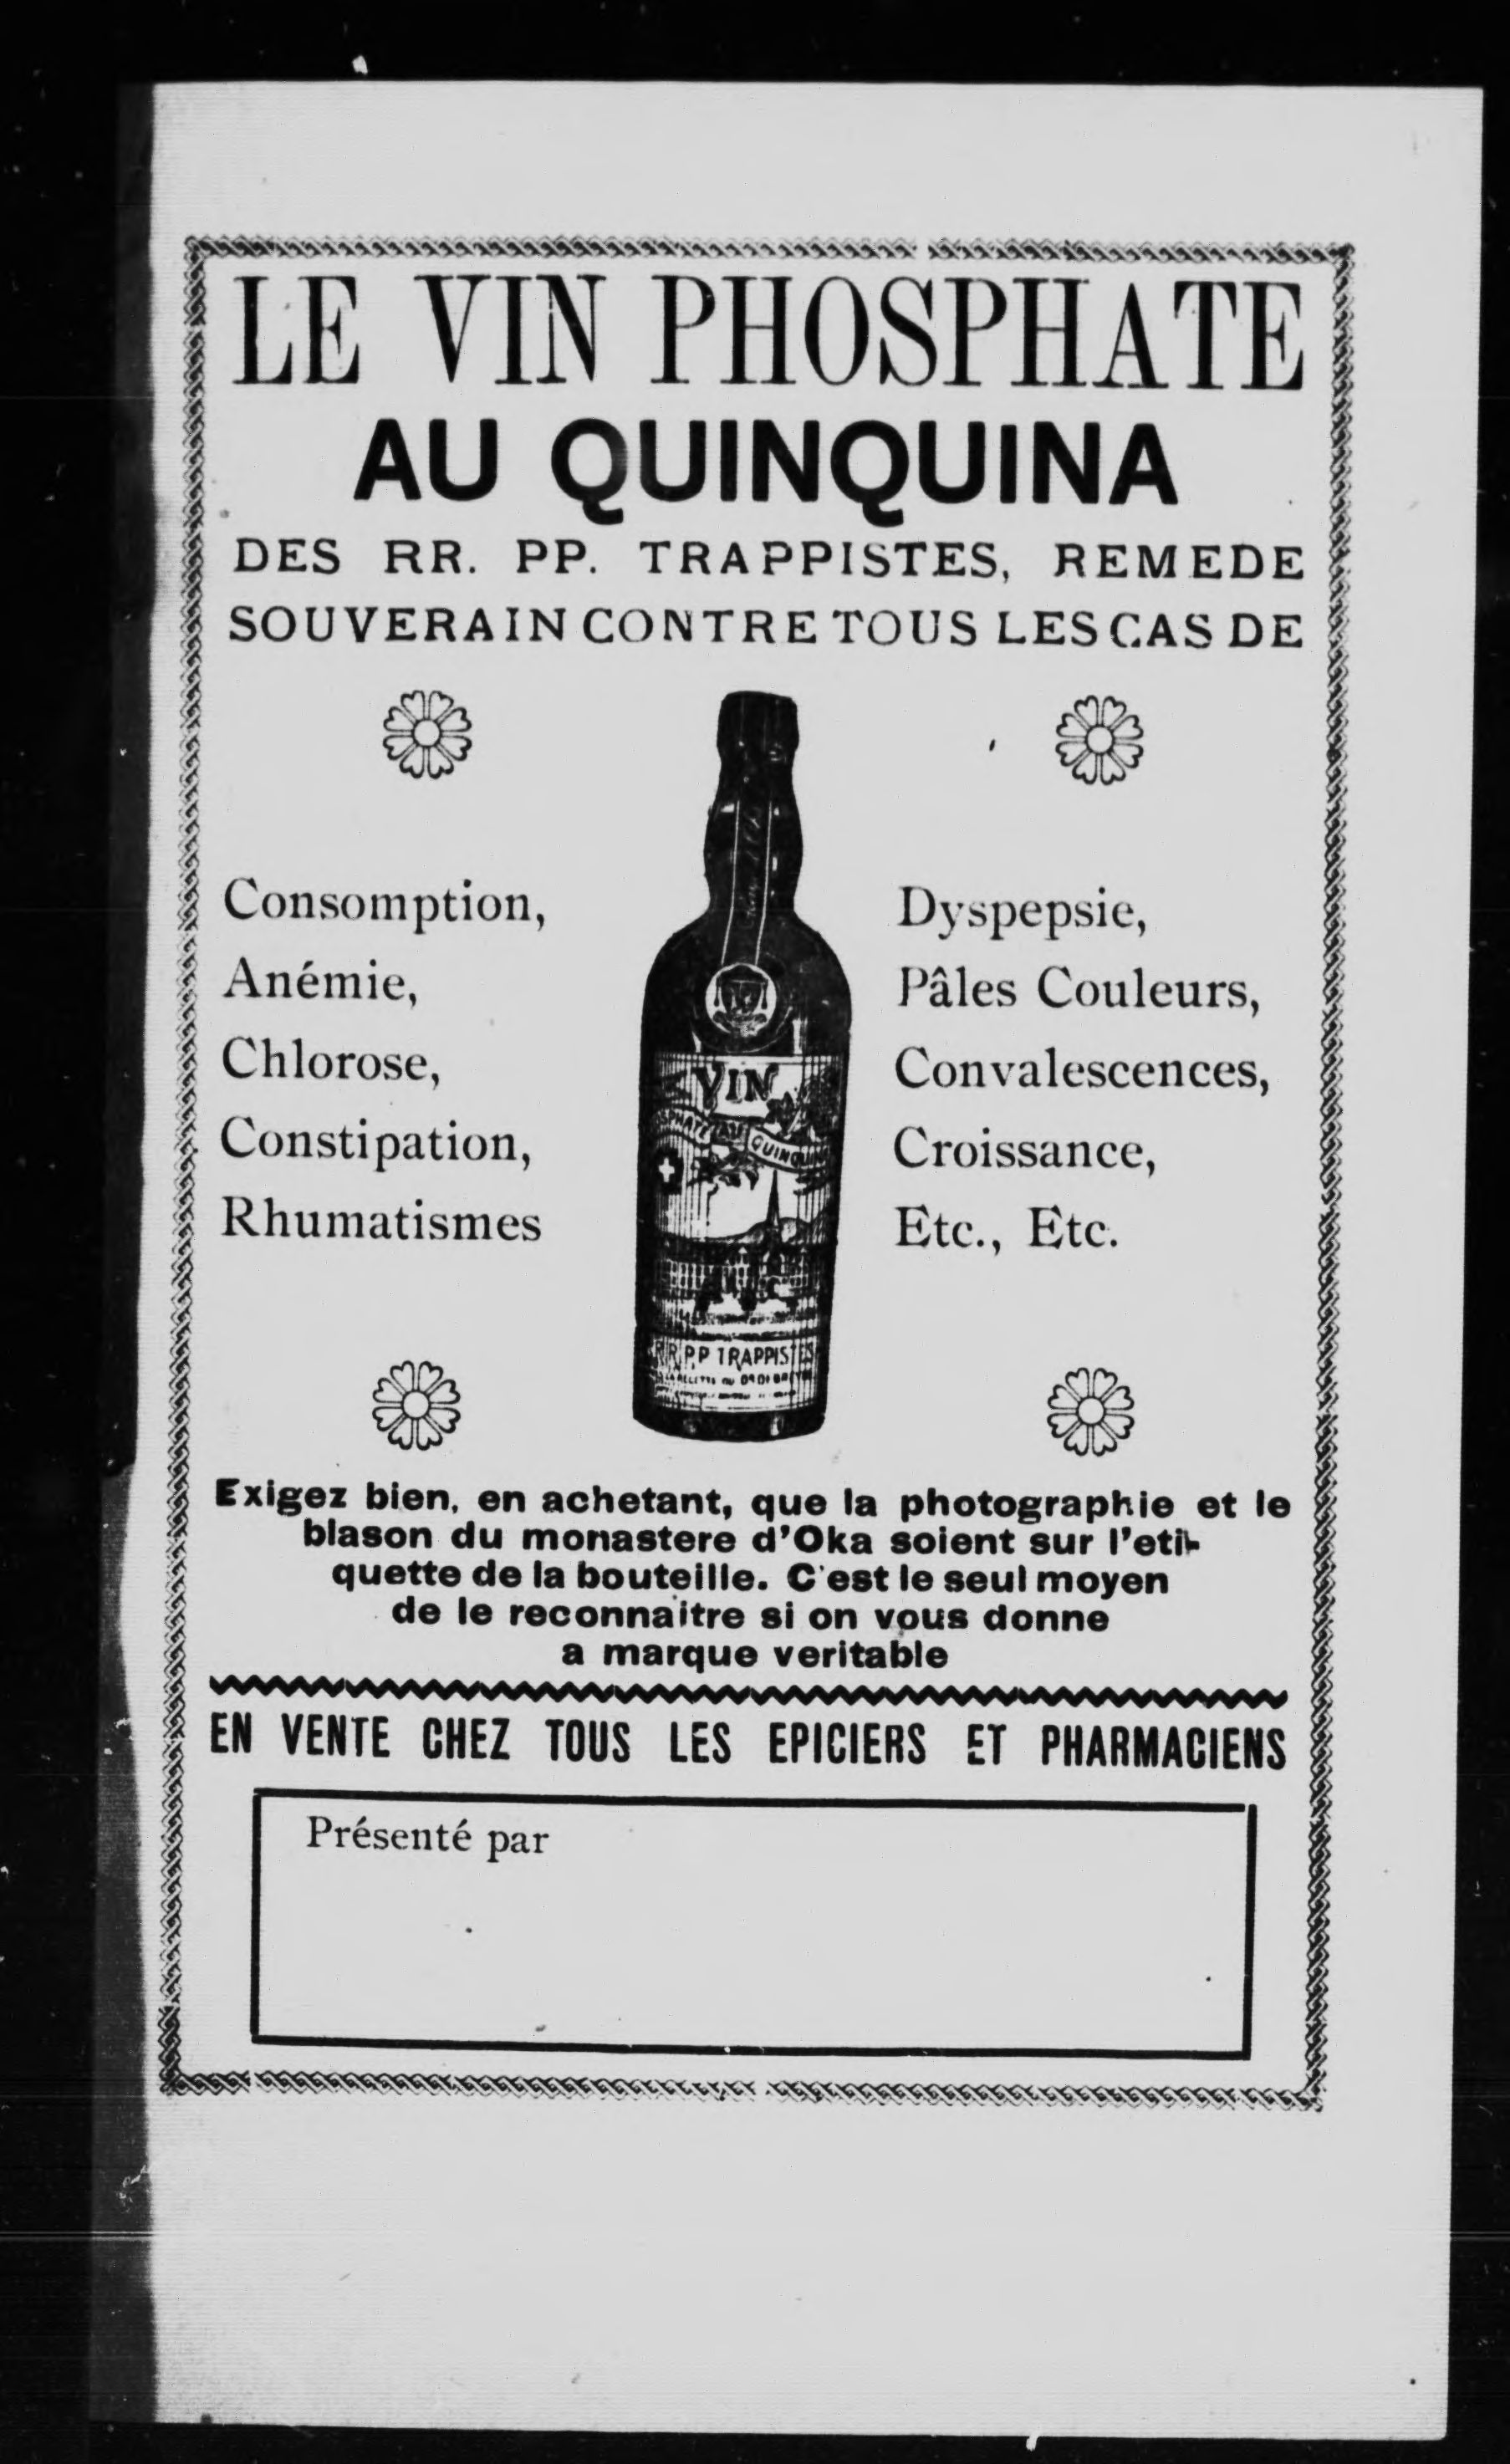 LE VIN PHOSPHATE
AU QUINQUINA
DES RR. PP. TRAPPISTES, REMEDE
SOUVERAIN CONTRE TOUS LES CAS DE
Consomption,
Anémie,
Chlorose,
Constipation,
Rhumatismes
Dyspepsie,
Pâles Couleurs,
Convalescences,
Croissance,
Etc., Etc.
VIN
AU QUINQUINA
R.R.P.P TRAPPISTES
Exigez bien, en achetant, que la photographie et le
blason du monastere d'Oka soient sur l'eti-
quette de la bouteille. C'est le seul moyen
de le reconnaitre si on vous donne
a marque veritable
EN VENTE CHEZ TOUS LES EPICIERS ET PHARMACIENS
Présenté par